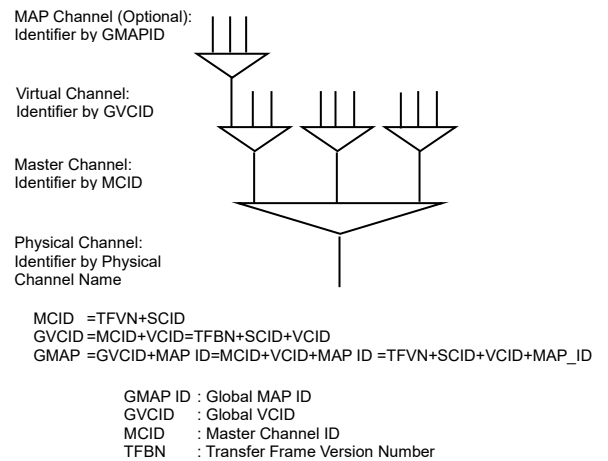 MAP Channel (Optional):
Identifier by GMAPID
Virtual Channel:
Identifier by GVCID
Master Channel:
Identifier by MCID
Physical Channel:
Identifier by Physical
Channel Name
MCID =TFVN+SCID
GVCID=MCID+VCID=TFBN+SCID+VCID
GMAP =GVCID+MAP ID=MCID+VCID+MAP ID =TFVN+SCID+VCID+MAP_ID
GMAP ID : Global MAP ID
GVCID : Global VCID
MCID : Master Channel ID
TFBN : Transfer Frame Version Number